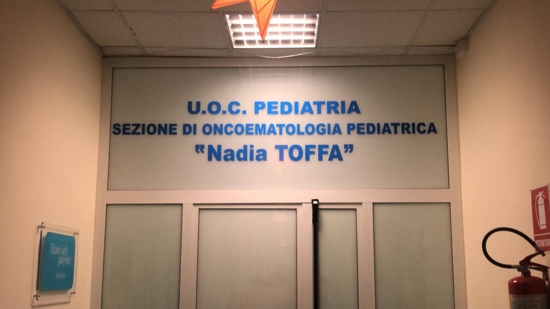 U.O.C. PEDIATRIA
SEZIONE DI ONCOEMATOLOGIA PEDIATRICA
"Nadia TOFFA"